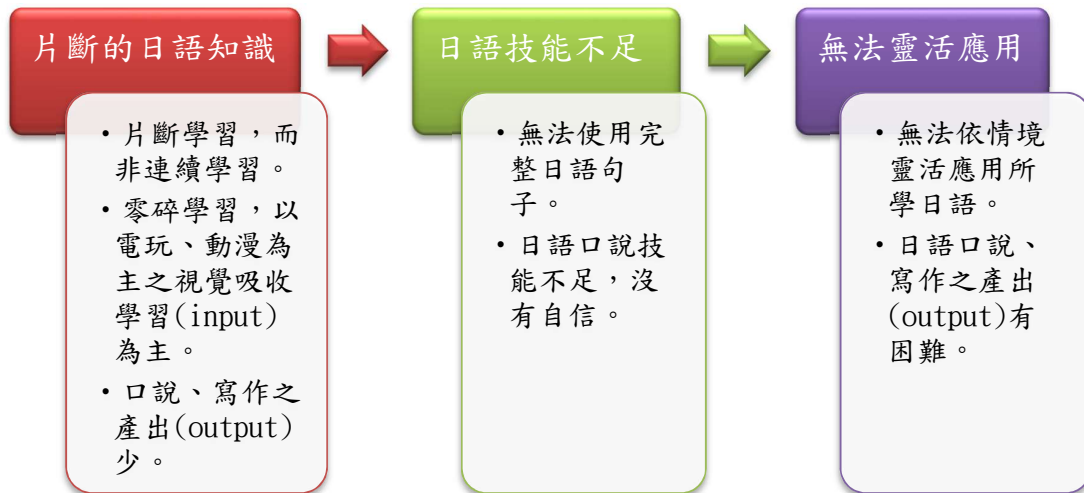 片斷的日語知識
・片斷學習，而
非連續學習。
・零碎學習，以
電玩、動漫為
主之視覺吸收
學習(input)
為主。
・口說、寫作之
產出(output)
少。
日語技能不足
・無法使用完
整日語句
子。
・日語口說技
能不足，沒
有自信。
無法靈活應用
・無法依情境
靈活應用所
學日語。
・日語口說、
寫作之產出
(output)有
困難。